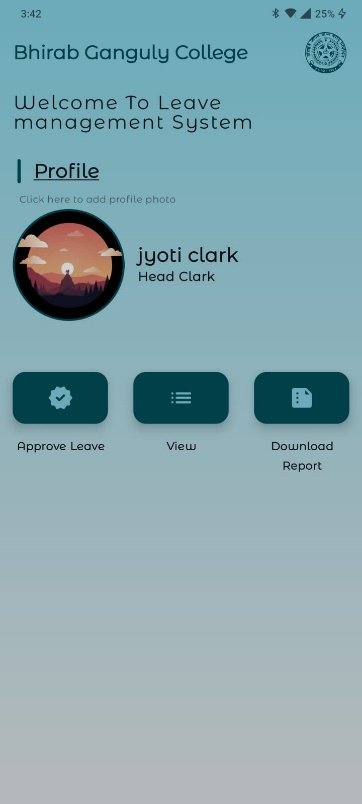 3:42
25%
Bhirab Ganguly College
Welcome To Leave
management System
Profile
Click here to add profile photo
jyoti clark
Head Clark
Approve Leave
View
Download
Report